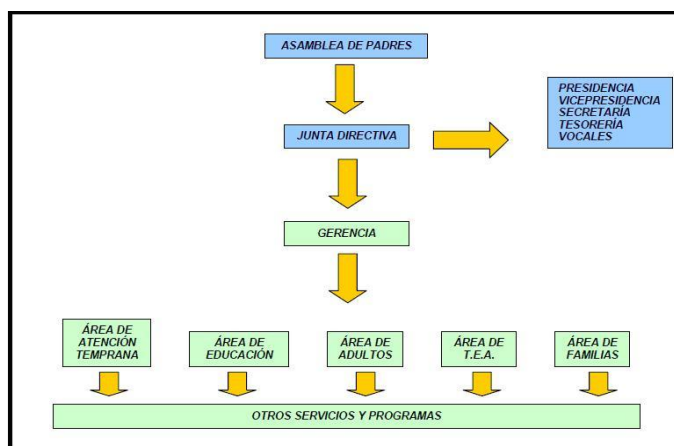 ASAMBLEA DE PADRES
JUNTA DIRECTIVA
PRESIDENCIA
VICEPRESIDENCIA
SECRETARÍA
TESORERÍA
VOCALES
GERENCIA
ÁREA DE
ATENCIÓN
TEMPRANA
ÁREA DE
EDUCACIÓN
ÁREA DE
ADULTOS
ÁREA DE
T.E.A.
ÁREA DE
FAMILIAS
OTROS SERVICIOS Y PROGRAMAS